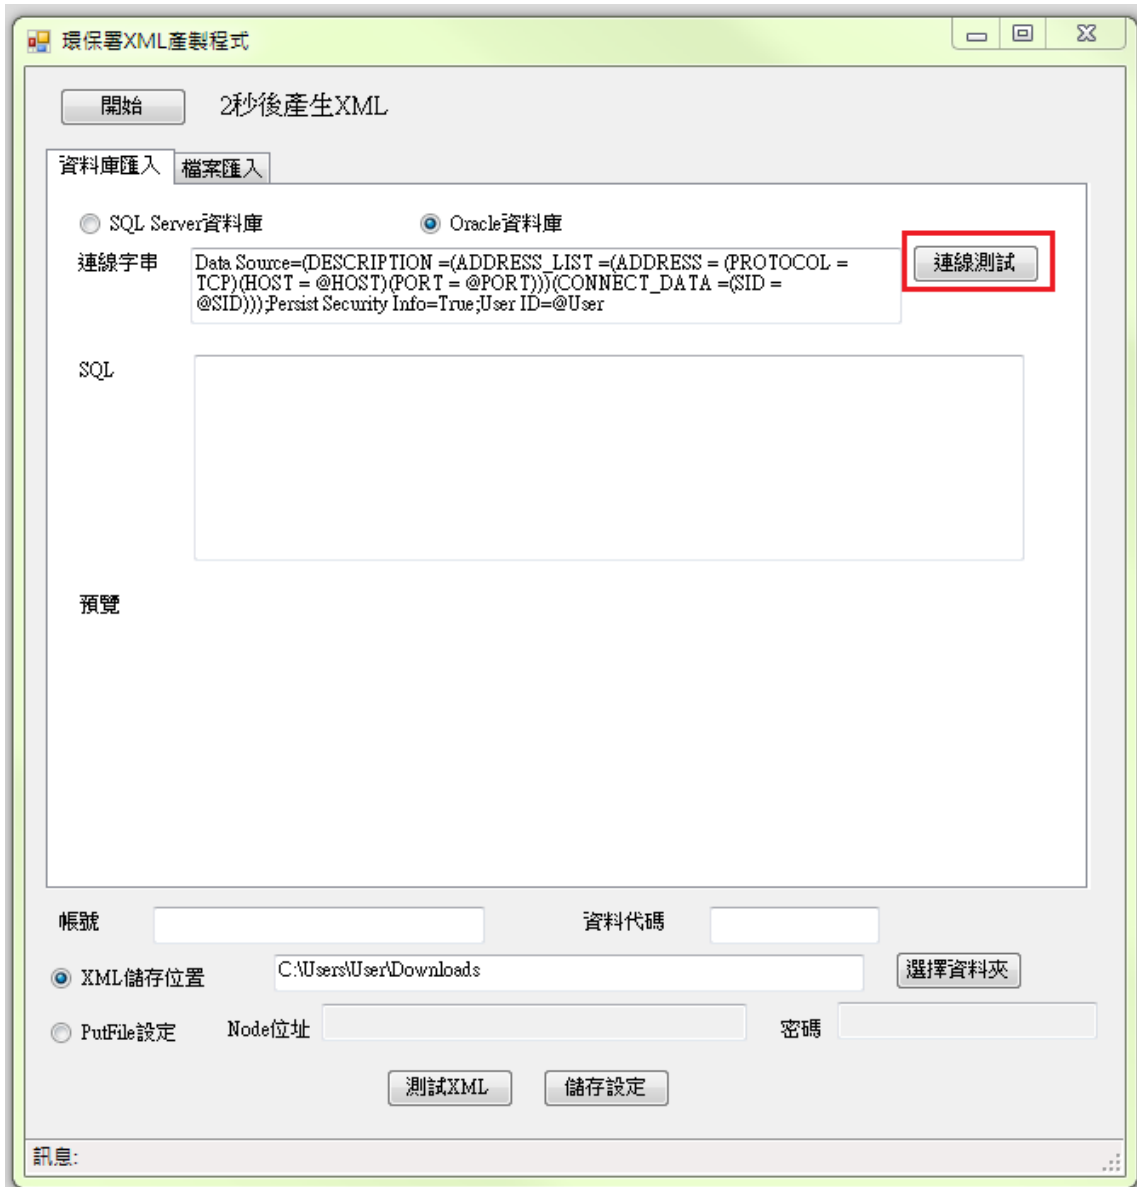 環保署XML產製程式
開始 2秒後產生XML
資料庫匯入 檔案匯入
SQL Server資料庫 Oracle資料庫
連線字串 Data Source=(DESCRIPTION =(ADDRESS_LIST =(ADDRESS = (PROTOCOL = 連線測試
TCP)(HOST = @HOST)(PORT = @PORT)))(CONNECT_DATA =(SID =
@SID)));Persist Security Info=True;User ID=@User
SQL
預覽
帳號 資料代碼
XML儲存位置 C:\Users\User\Downloads 選擇資料夾
PutFile設定 Node位址 密碼
測試XML 儲存設定
訊息: